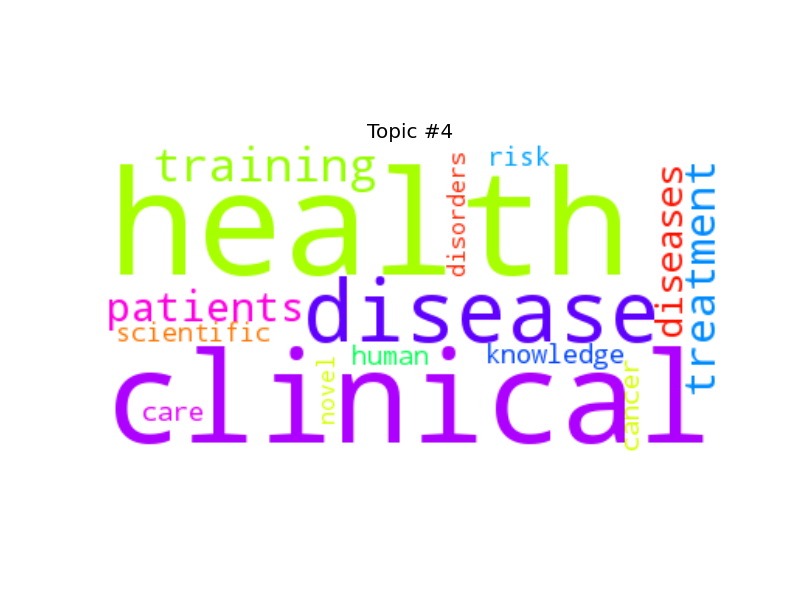 Topic #4
training
risk
health
disorders
diseases
treatment
patients
disease
scientific
human
knowledge
clinical
novel
cancer
care